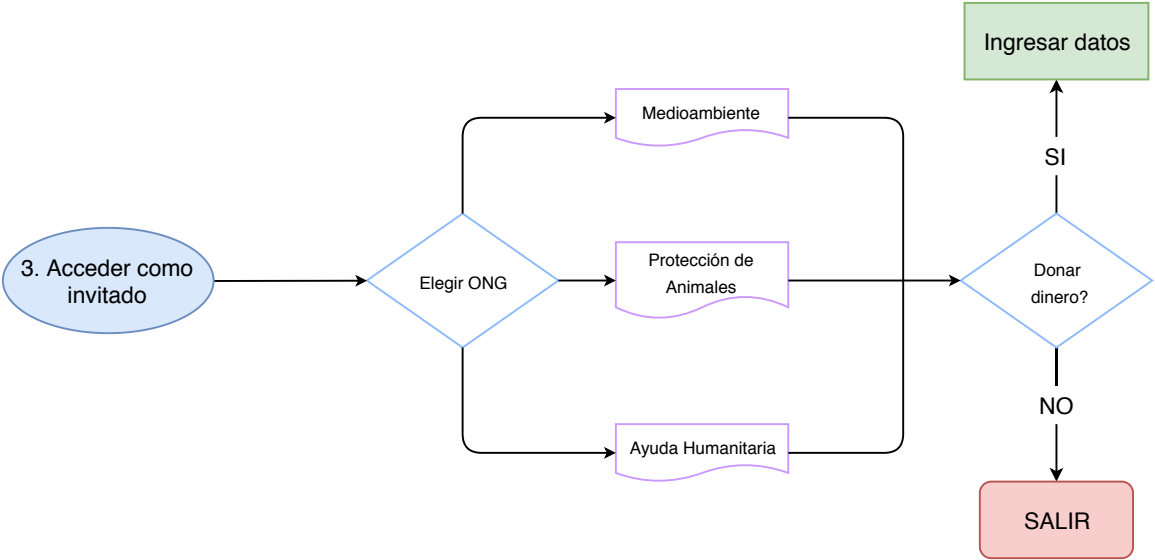 3. Acceder como
invitado
Elegir ONG
Medioambiente
Protección de
Animales
Ayuda Humanitaria
Donar
dinero?
SI
Ingresar datos
NO
SALIR